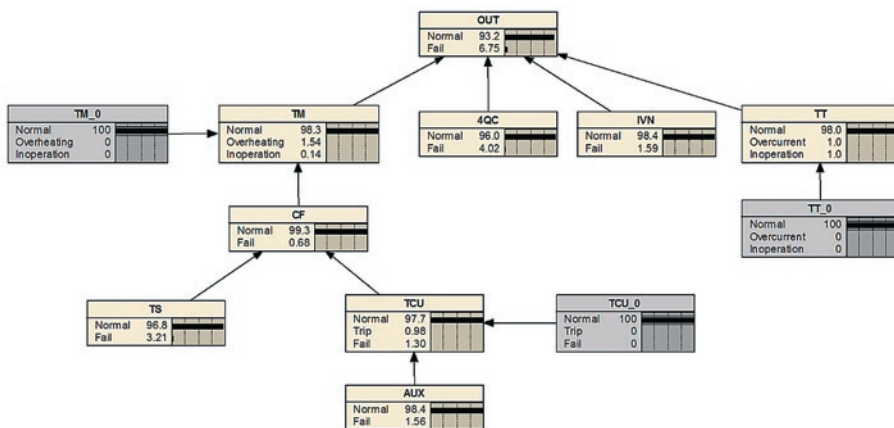 OUT
Normal 93.2
Fail 6.75
TM_0
Normal 100
Overheating 0
Inoperation 0
TM
Normal 98.3
Overheating 1.54
Inoperation 0.14
4QC
Normal 96.0
Fail 4.02
IVN
Normal 98.4
Fail 1.59
TT
Normal 98.0
Overcurrent 1.0
Inoperation 1.0
CF
Normal 99.3
Fail 0.68
TT_0
Normal 100
Overcurrent 0
Inoperation 0
TS
Normal 96.8
Fail 3.21
TCU
Normal 97.7
Trip 0.98
Fail 1.30
TCU_0
Normal 100
Trip 0
Fail 0
AUX
Normal 98.4
Fail 1.56